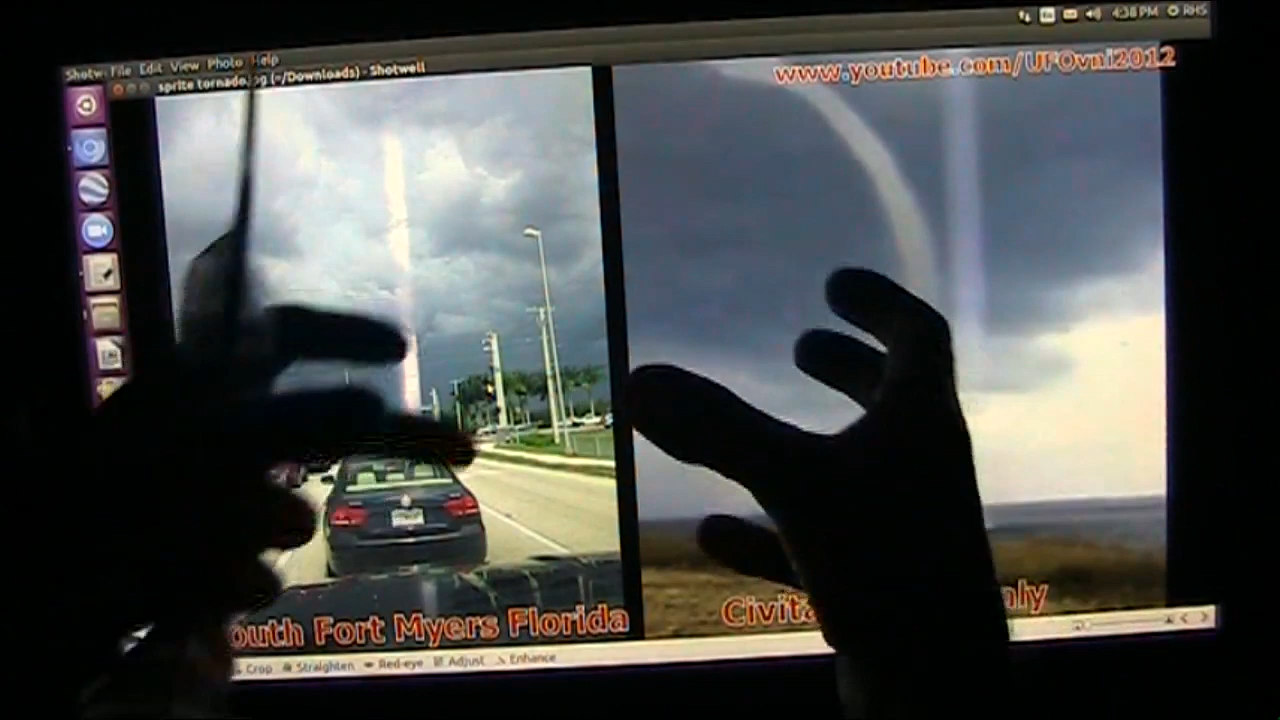 4:38 PM RHS
Shotw File Edit View Photo Help
sprite tornado.jpg (~/Downloads) - Shotwell
www.youtube.com/UFOvni2012
outh Fort Myers Florida
Civita aly
Crop Straighten Red-eye Adjust Enhance